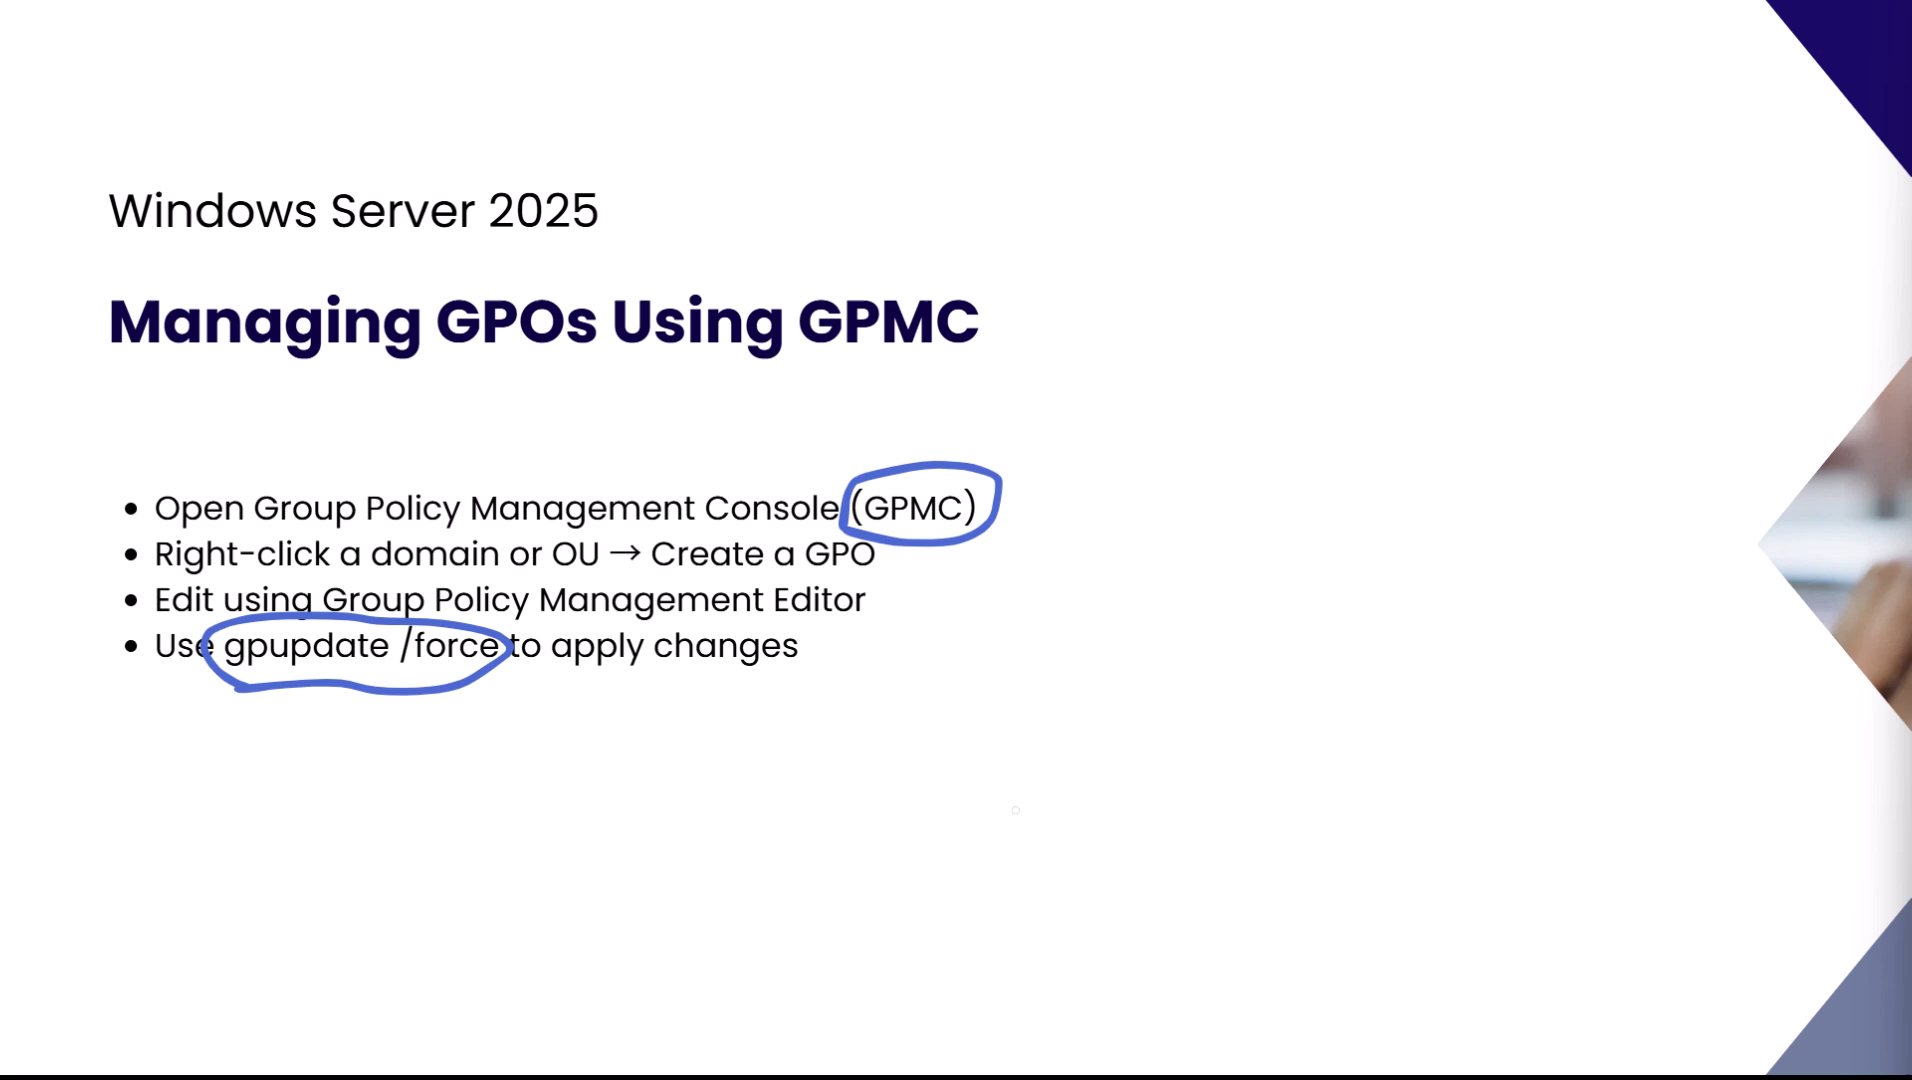 Windows Server 2025
Managing GPOs Using GPMC
• Open Group Policy Management Console (GPMC)
• Right-click a domain or OU → Create a GPO
• Edit using Group Policy Management Editor
• Use gpupdate /force to apply changes